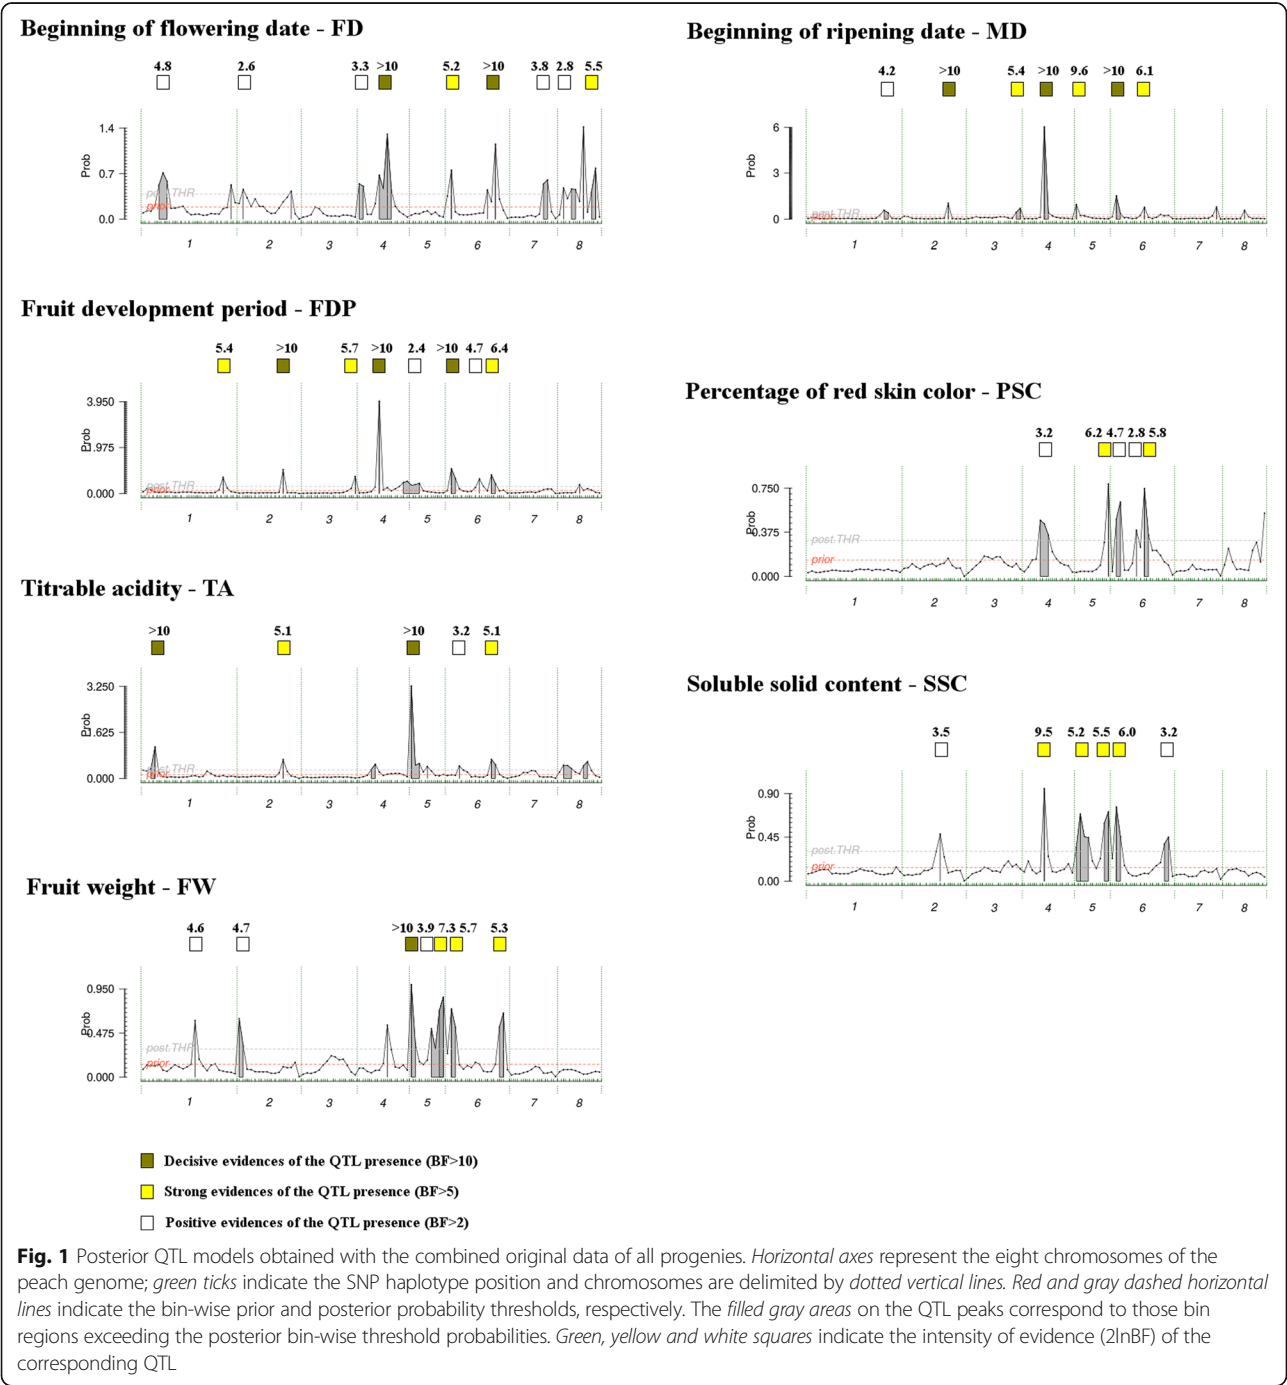 Beginning of flowering date - FD
4.8 2.6 3.3 >10 5.2 >10 3.8 2.8 5.5
1.4
0.7
0.0
Prob
post.THR
prior
1 2 3 4 5 6 7 8
Beginning of ripening date - MD
4.2 >10 5.4 >10 9.6 >10 6.1
6
3
0
Prob
post.THR
prior
1 2 3 4 5 6 7 8
Fruit development period - FDP
5.4 >10 5.7 >10 2.4 >10 4.7 6.4
3.950
1.975
0.000
Prob
post.THR
prior
1 2 3 4 5 6 7 8
Percentage of red skin color - PSC
3.2 6.2 4.7 2.8 5.8
0.750
0.375
0.000
Prob
post.THR
prior
1 2 3 4 5 6 7 8
Titrable acidity - TA
>10 5.1 >10 3.2 5.1
3.250
1.625
0.000
Prob
post.THR
prior
1 2 3 4 5 6 7 8
Soluble solid content - SSC
3.5 9.5 5.2 5.5 6.0 3.2
0.90
0.45
0.00
Prob
post.THR
prior
1 2 3 4 5 6 7 8
Fruit weight - FW
4.6 4.7 >10 3.9 7.3 5.7 5.3
0.950
0.475
0.000
Prob
post.THR
prior
1 2 3 4 5 6 7 8
Decisive evidences of the QTL presence (BF>10)
Strong evidences of the QTL presence (BF>5)
Positive evidences of the QTL presence (BF>2)
Fig. 1 Posterior QTL models obtained with the combined original data of all progenies. Horizontal axes represent the eight chromosomes of the
peach genome; green ticks indicate the SNP haplotype position and chromosomes are delimited by dotted vertical lines. Red and gray dashed horizontal
lines indicate the bin-wise prior and posterior probability thresholds, respectively. The filled gray areas on the QTL peaks correspond to those bin
regions exceeding the posterior bin-wise threshold probabilities. Green, yellow and white squares indicate the intensity of evidence (2lnBF) of the
corresponding QTL